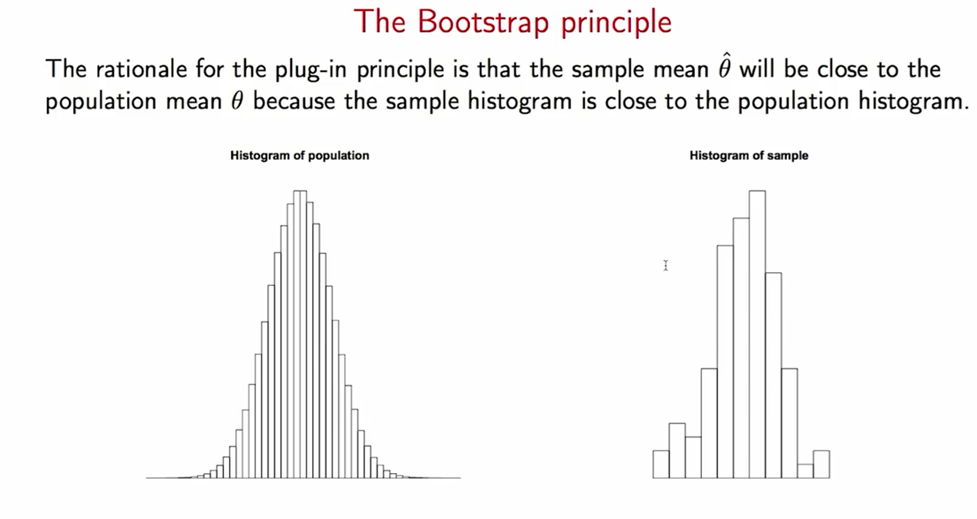 The Bootstrap principle
The rationale for the plug-in principle is that the sample mean θ̂ will be close to the
population mean θ because the sample histogram is close to the population histogram.
Histogram of population
Histogram of sample